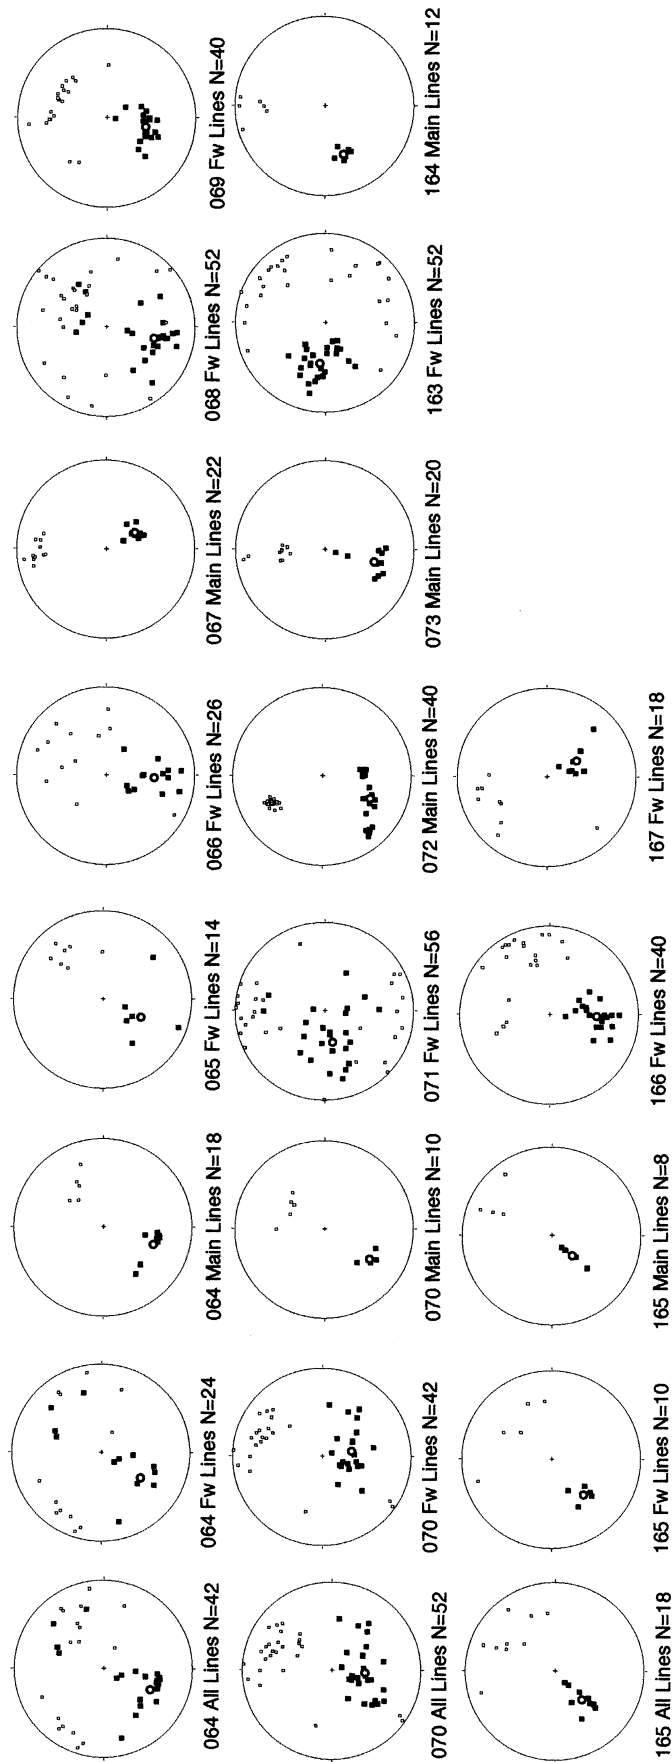 064 All Lines N=42
064 Fw Lines N=24
064 Main Lines N=18
065 Fw Lines N=14
066 Fw Lines N=26
067 Main Lines N=22
068 Fw Lines N=52
069 Fw Lines N=40
070 All Lines N=52
070 Fw Lines N=42
070 Main Lines N=10
071 Fw Lines N=56
072 Main Lines N=40
073 Main Lines N=20
163 Fw Lines N=52
164 Main Lines N=12
165 All Lines N=18
165 Fw Lines N=10
165 Main Lines N=8
166 Fw Lines N=40
167 Fw Lines N=18